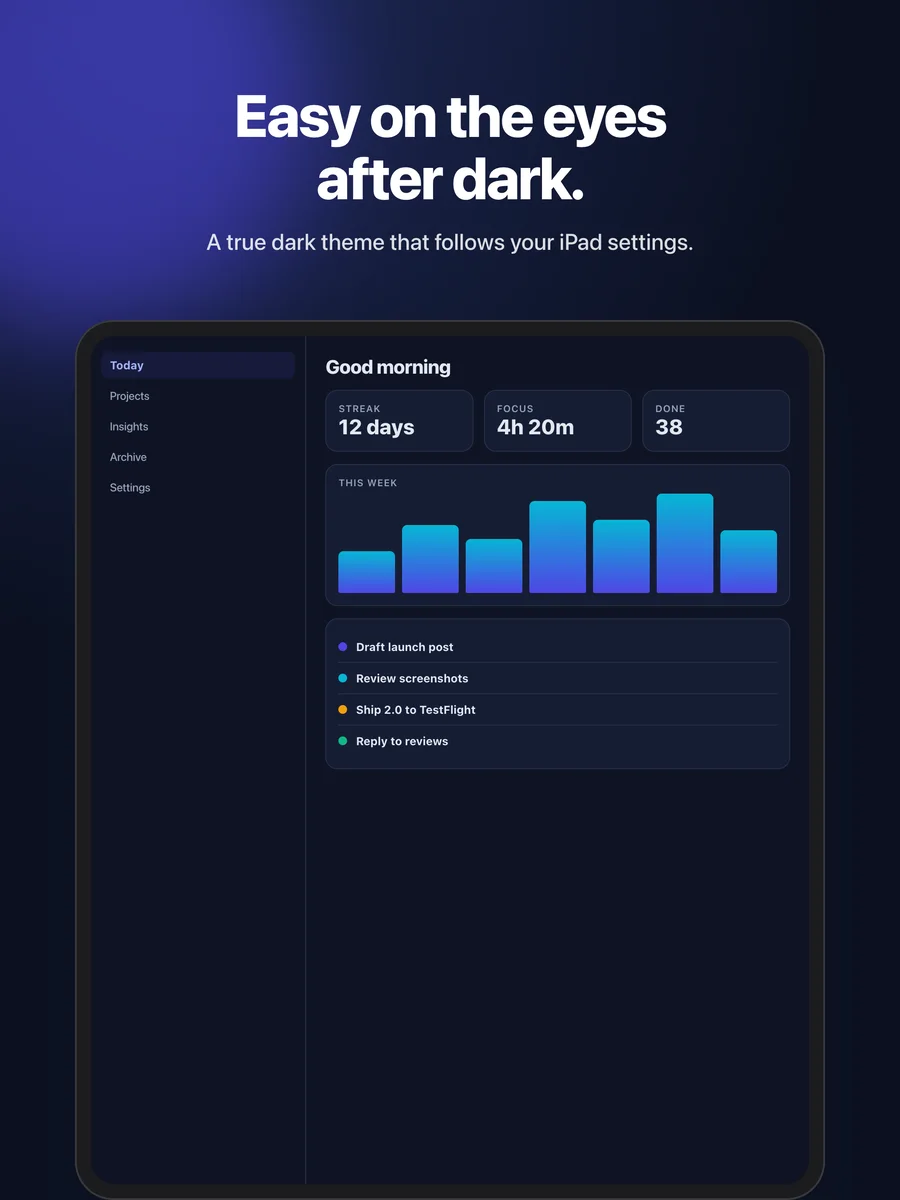 Easy on the eyes
after dark.
A true dark theme that follows your iPad settings.
Today
Projects
Insights
Archive
Settings
Good morning
STREAK
12 days
FOCUS
4h 20m
DONE
38
THIS WEEK
Draft launch post
Review screenshots
Ship 2.0 to TestFlight
Reply to reviews